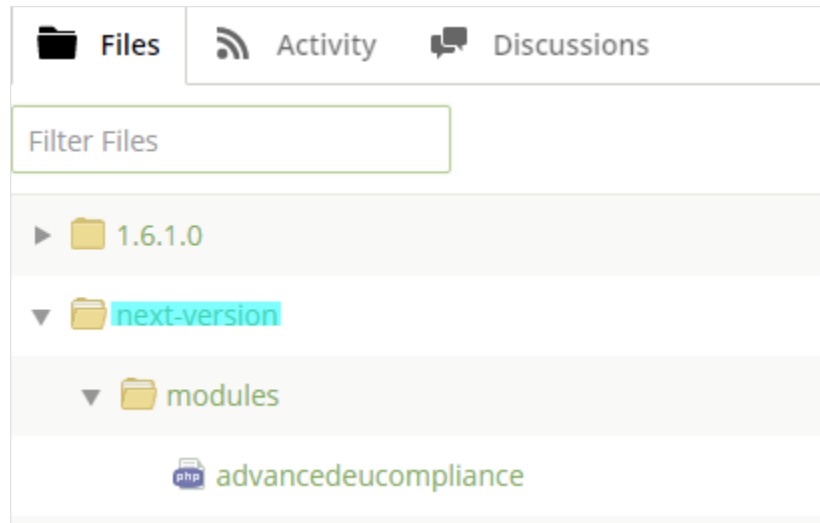 Files Activity Discussions
Filter Files
1.6.1.0
next-version
modules
php advancedeucompliance